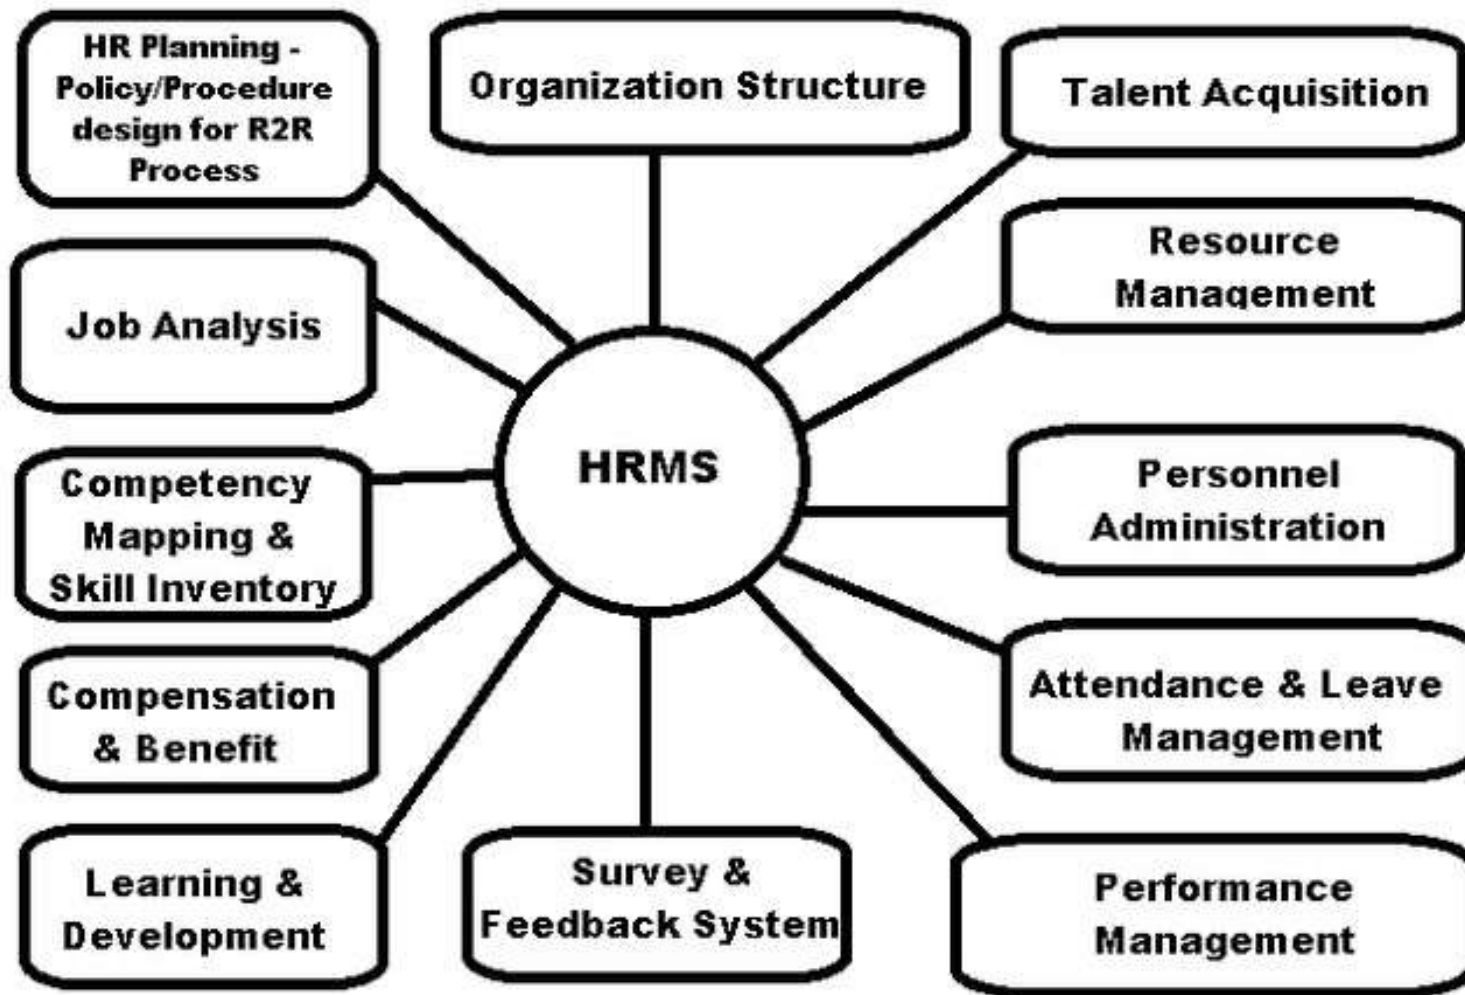 HR Planning -
Policy/Procedure
design for R2R
Process
Organization Structure
Talent Acquisition
Resource
Management
Job Analysis
HRMS
Competency
Mapping &
Skill Inventory
Personnel
Administration
Compensation
& Benefit
Attendance & Leave
Management
Learning &
Development
Survey &
Feedback System
Performance
Management